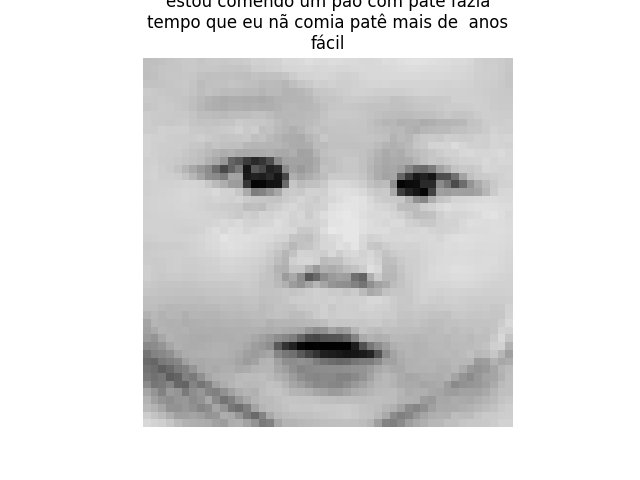 estou comendo um pão com patê fazia
tempo que eu nã comia patê mais de  anos
fácil